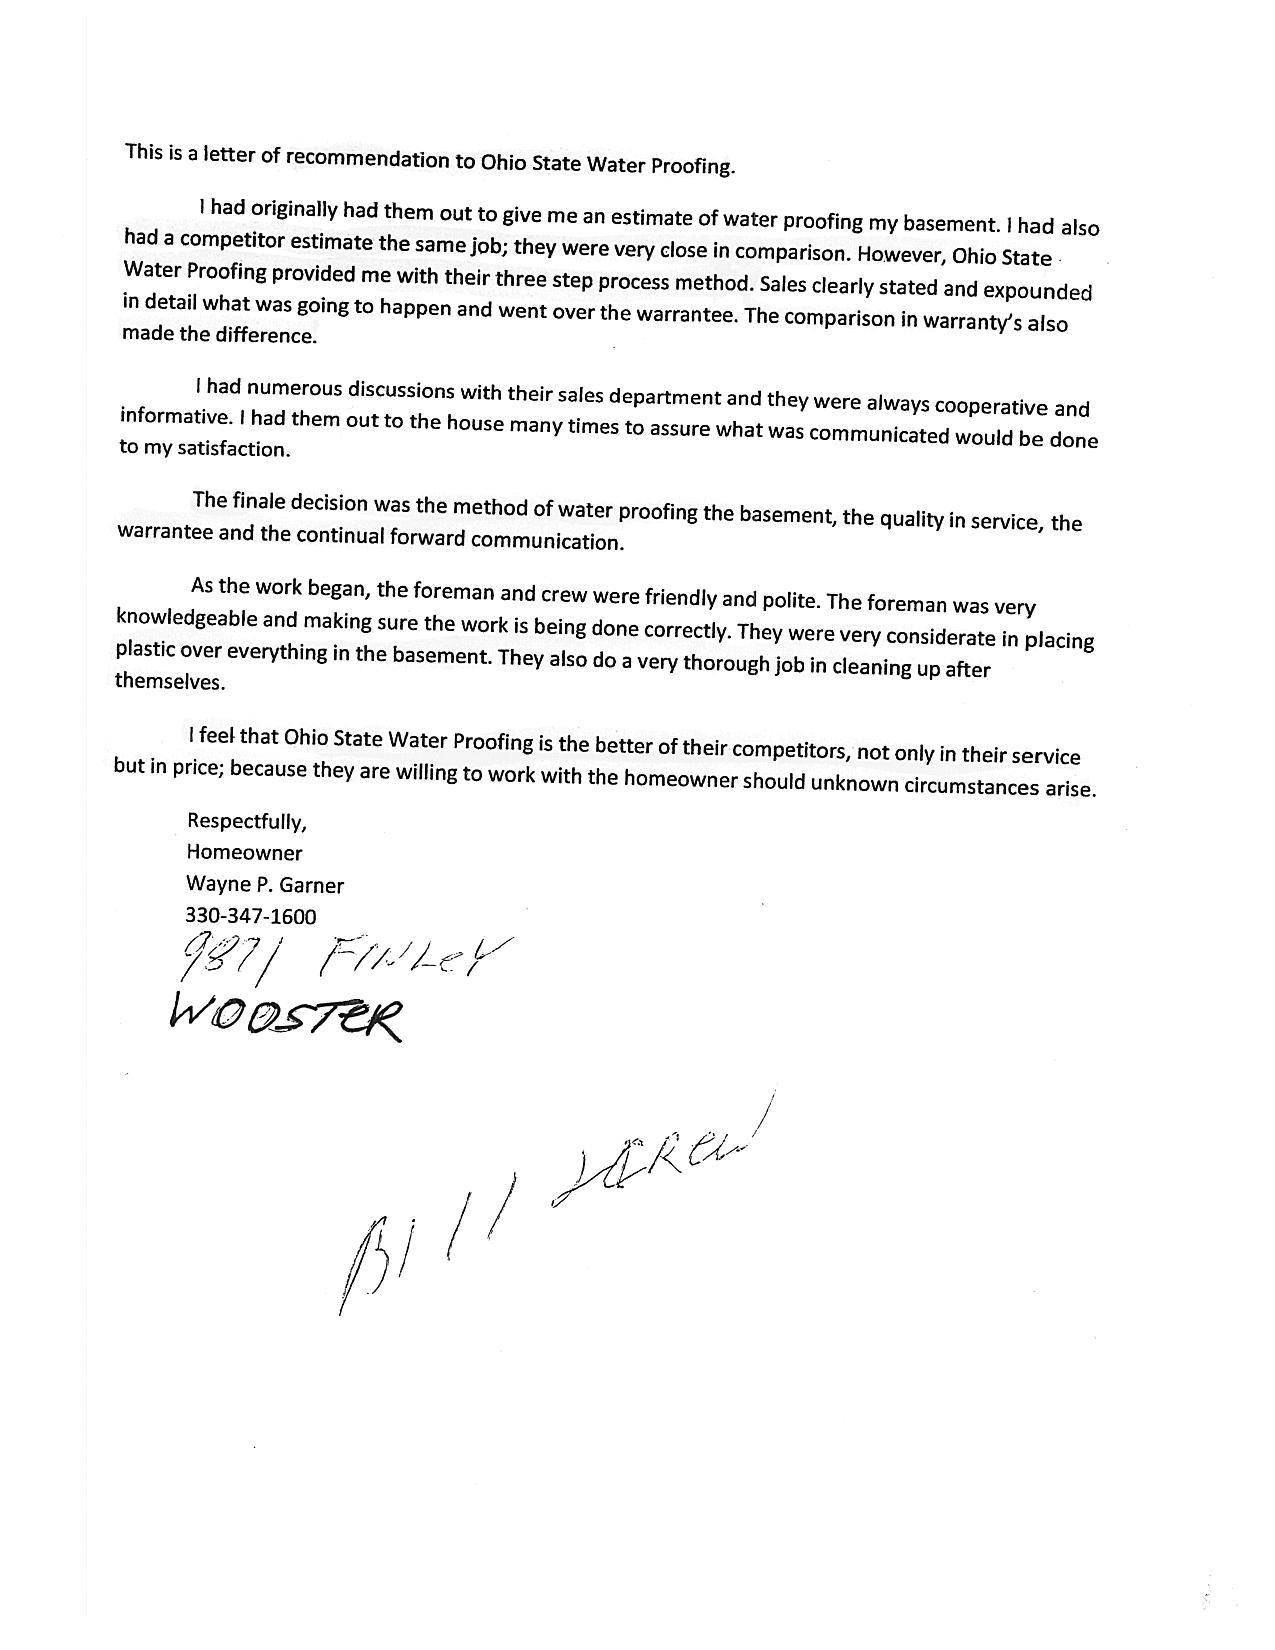 This is a letter of recommendation to Ohio State Water Proofing.
I had originally had them out to give me an estimate of water proofing my basement. I had also
had a competitor estimate the same job; they were very close in comparison. However, Ohio State
Water Proofing provided me with their three step process method. Sales clearly stated and expounded
in detail what was going to happen and went over the warrantee. The comparison in warranty's also
made the difference.
I had numerous discussions with their sales department and they were always cooperative and
informative. I had them out to the house many times to assure what was communicated would be done
to my satisfaction.
The finale decision was the method of water proofing the basement, the quality in service, the
warrantee and the continual forward communication.
As the work began, the foreman and crew were friendly and polite. The foreman was very
knowledgeable and making sure the work is being done correctly. They were very considerate in placing
plastic over everything in the basement. They also do a very thorough job in cleaning up after
themselves.
I feel that Ohio State Water Proofing is the better of their competitors, not only in their service
but in price; because they are willing to work with the homeowner should unknown circumstances arise.
Respectfully,
Homeowner
Wayne P. Garner
330-347-1600
9871 FINLEY
WOOSTER
Bill